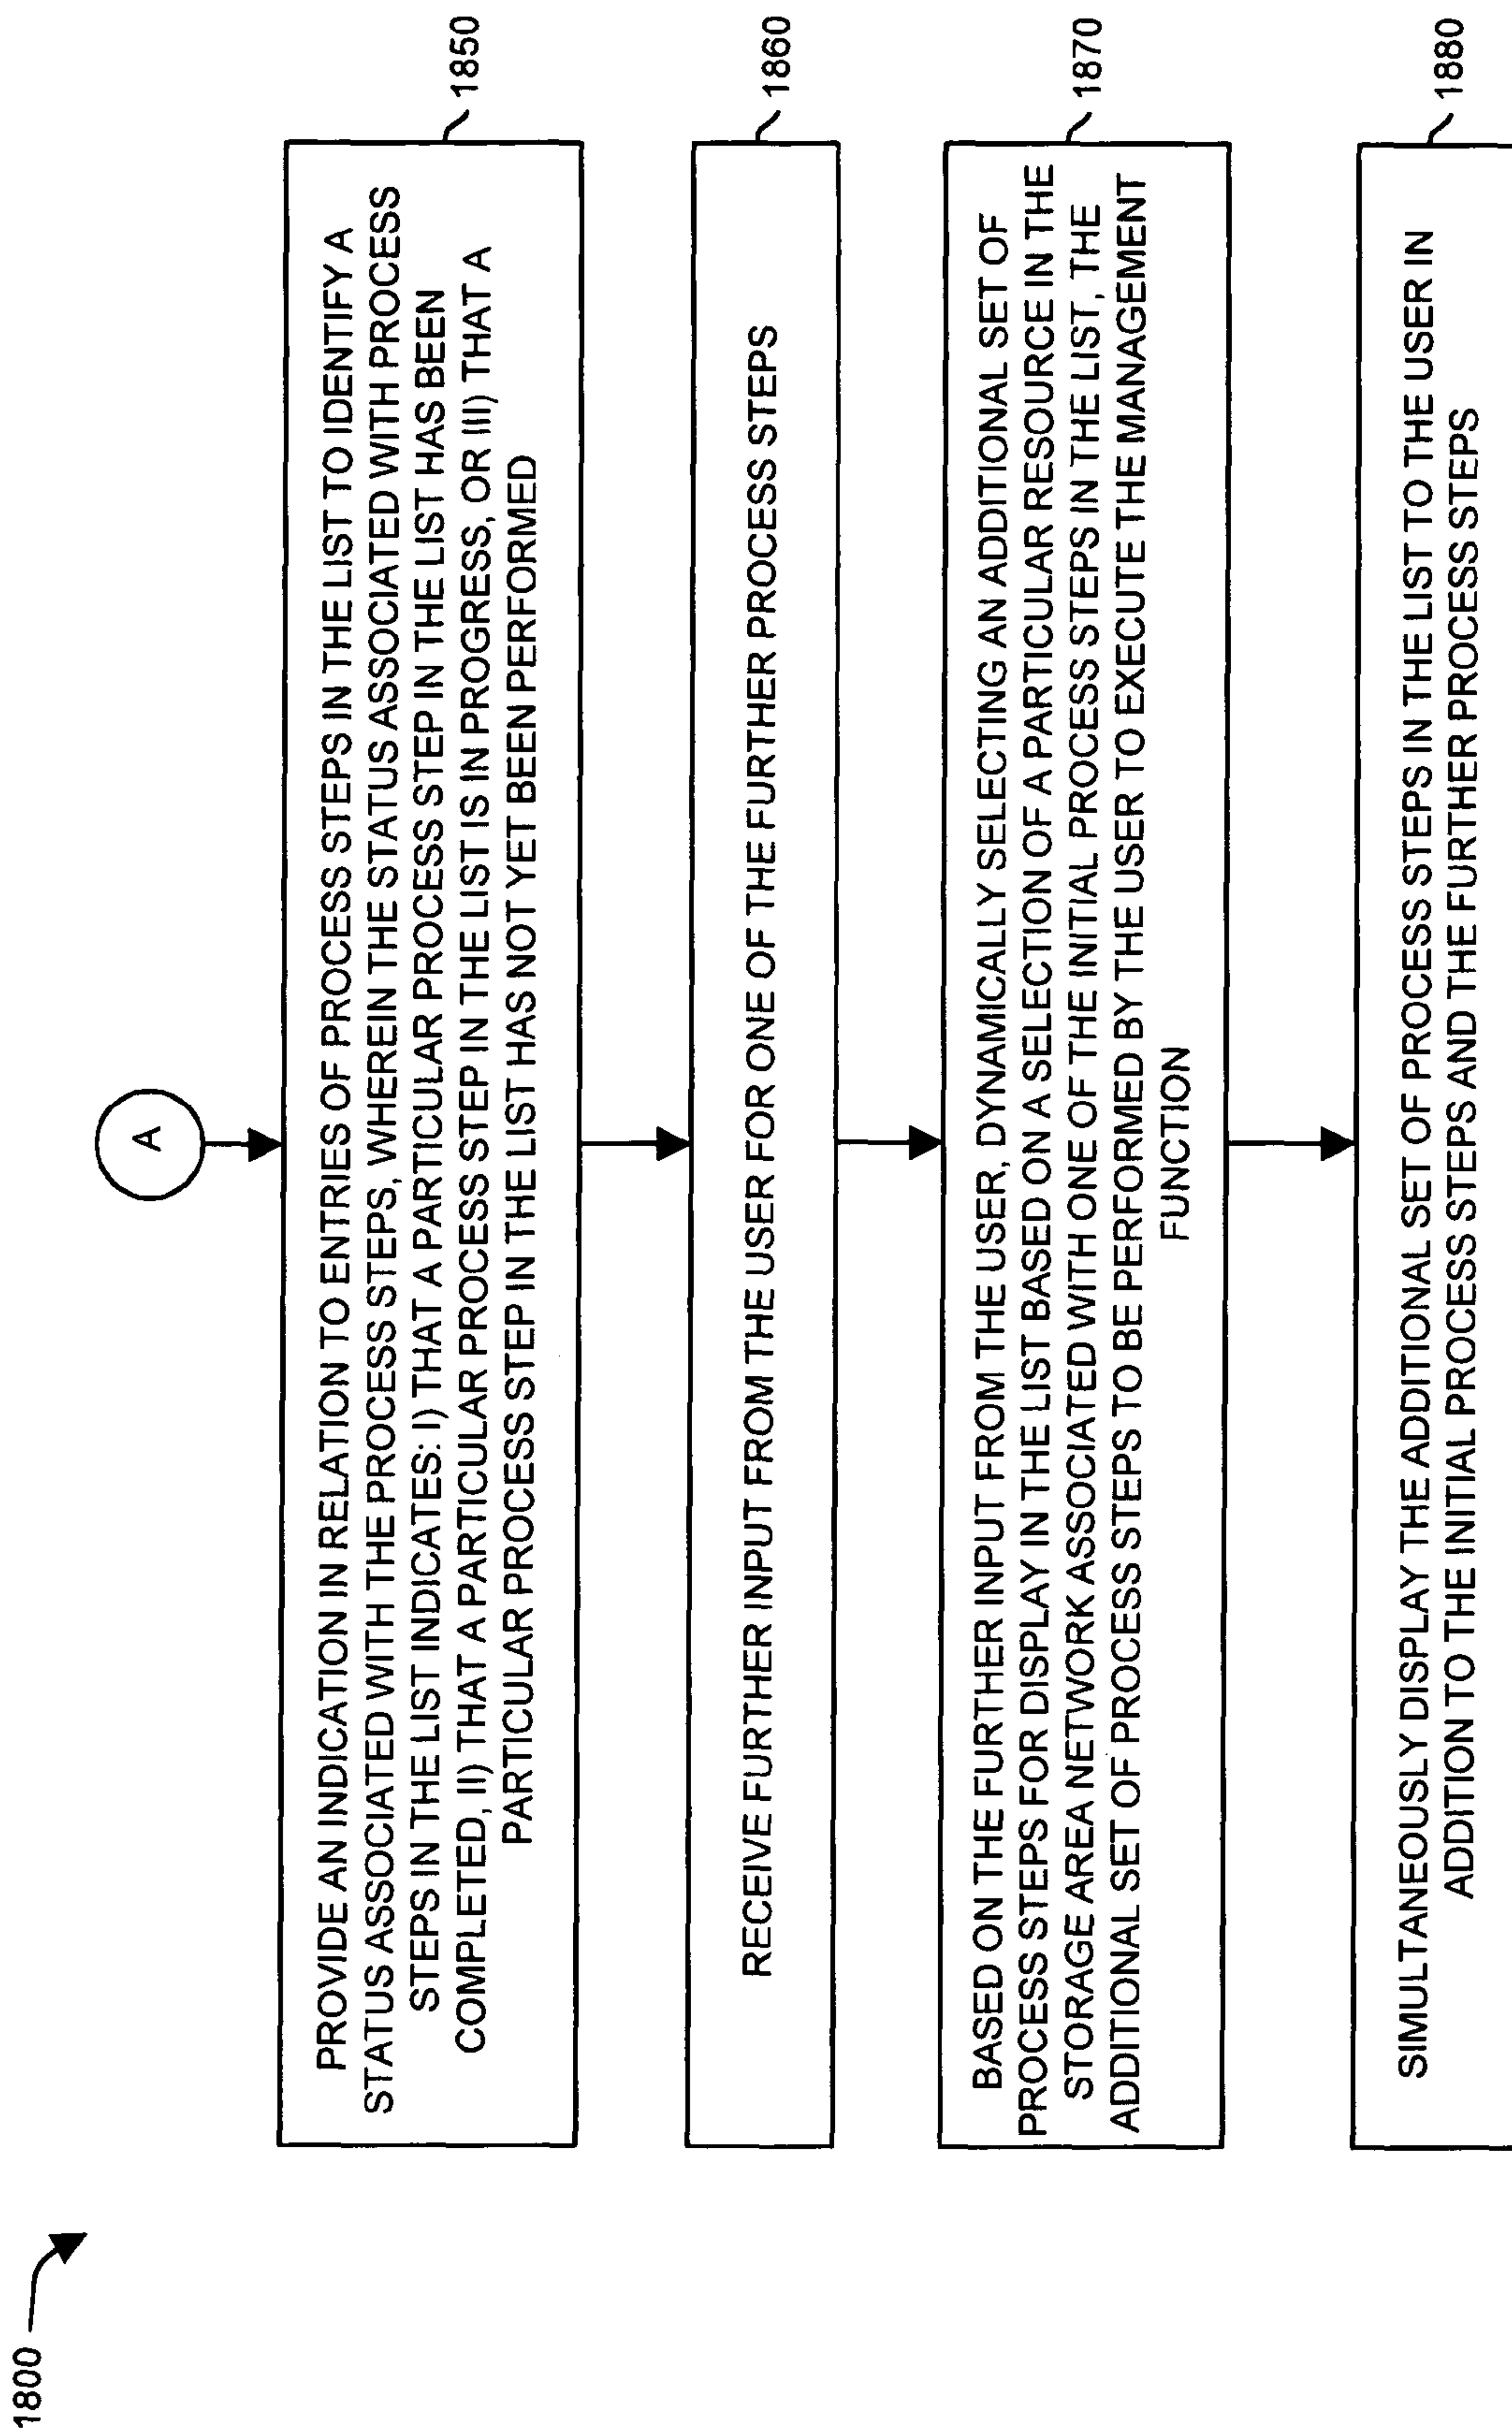 1800
A
PROVIDE AN INDICATION IN RELATION TO ENTRIES OF PROCESS STEPS IN THE LIST TO IDENTIFY A
STATUS ASSOCIATED WITH THE PROCESS STEPS, WHEREIN THE STATUS ASSOCIATED WITH PROCESS
STEPS IN THE LIST INDICATES: I) THAT A PARTICULAR PROCESS STEP IN THE LIST HAS BEEN
COMPLETED, II) THAT A PARTICULAR PROCESS STEP IN THE LIST IS IN PROGRESS, OR III) THAT A
PARTICULAR PROCESS STEP IN THE LIST HAS NOT YET BEEN PERFORMED
1850
RECEIVE FURTHER INPUT FROM THE USER FOR ONE OF THE FURTHER PROCESS STEPS
1860
BASED ON THE FURTHER INPUT FROM THE USER, DYNAMICALLY SELECTING AN ADDITIONAL SET OF
PROCESS STEPS FOR DISPLAY IN THE LIST BASED ON A SELECTION OF A PARTICULAR RESOURCE IN THE
STORAGE AREA NETWORK ASSOCIATED WITH ONE OF THE INITIAL PROCESS STEPS IN THE LIST, THE
ADDITIONAL SET OF PROCESS STEPS TO BE PERFORMED BY THE USER TO EXECUTE THE MANAGEMENT
FUNCTION
1870
SIMULTANEOUSLY DISPLAY THE ADDITIONAL SET OF PROCESS STEPS IN THE LIST TO THE USER IN
ADDITION TO THE INITIAL PROCESS STEPS AND THE FURTHER PROCESS STEPS
1880